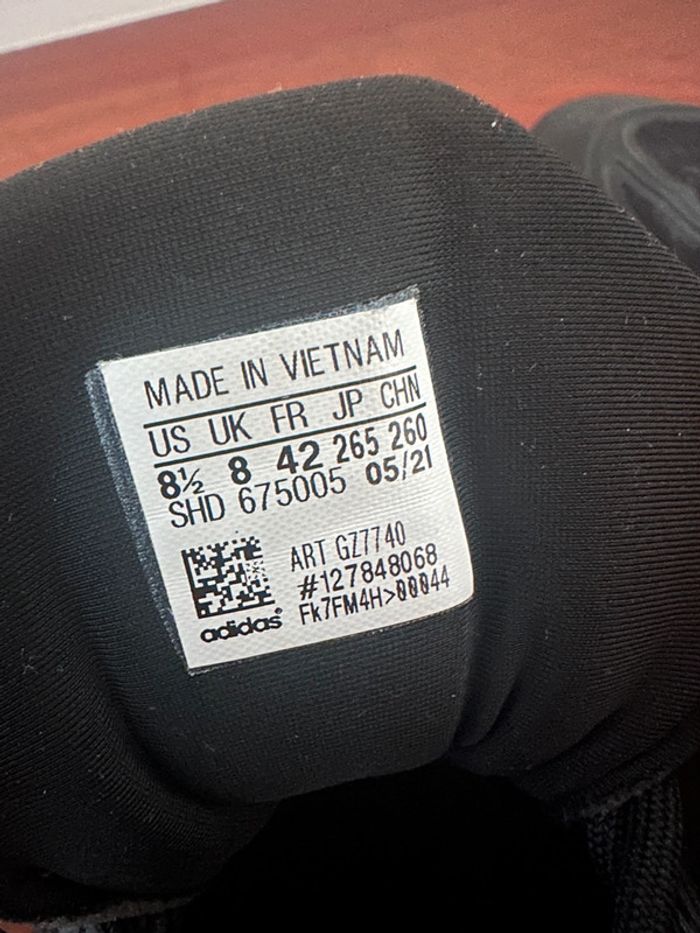 MADE IN VIETNAM
US UK FR JP CHN
8½ 8 42 265 260
SHD 675005 05/21
ART GZ7740
#127848068
Fk7FM4H>00044
adidas®